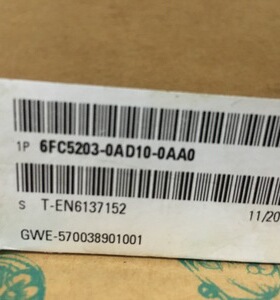 1P 6FC5203-0AD10-0AA0
S T-EN6137152 11/20
GWE-570038901001